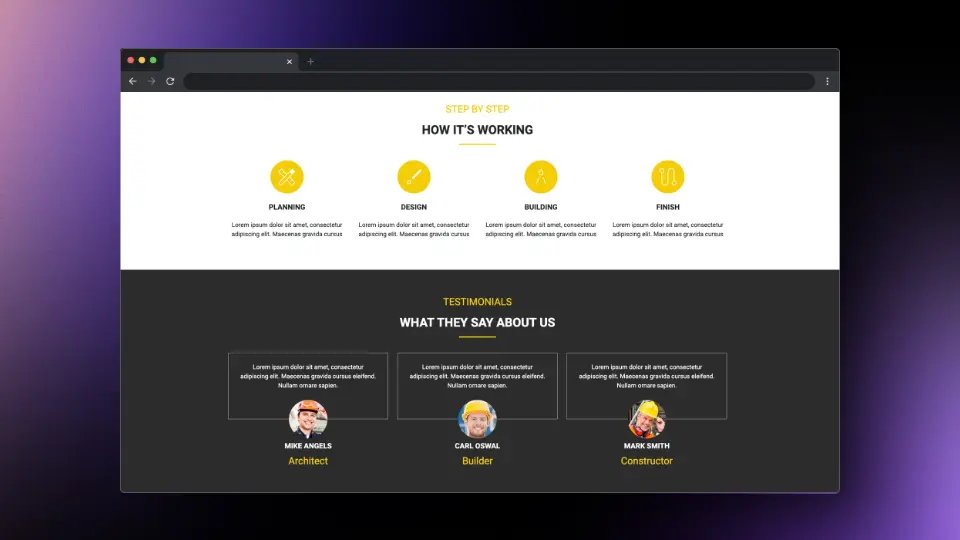 STEP BY STEP
HOW IT'S WORKING
PLANNING
Lorem ipsum dolor sit amet, consectetur
adipiscing elit. Maecenas gravida cursus
DESIGN
Lorem ipsum dolor sit amet, consectetur
adipiscing elit. Maecenas gravida cursus
BUILDING
Lorem ipsum dolor sit amet, consectetur
adipiscing elit. Maecenas gravida cursus
FINISH
Lorem ipsum dolor sit amet, consectetur
adipiscing elit. Maecenas gravida cursus
TESTIMONIALS
WHAT THEY SAY ABOUT US
Lorem ipsum dolor sit amet, consectetur
adipiscing elit. Maecenas gravida cursus eleifend.
Nullam ornare sapien.
MIKE ANGELS
Architect
Lorem ipsum dolor sit amet, consectetur
adipiscing elit. Maecenas gravida cursus eleifend.
Nullam ornare sapien.
CARL OSWAL
Builder
Lorem ipsum dolor sit amet, consectetur
adipiscing elit. Maecenas gravida cursus eleifend.
Nullam ornare sapien.
MARK SMITH
Constructor